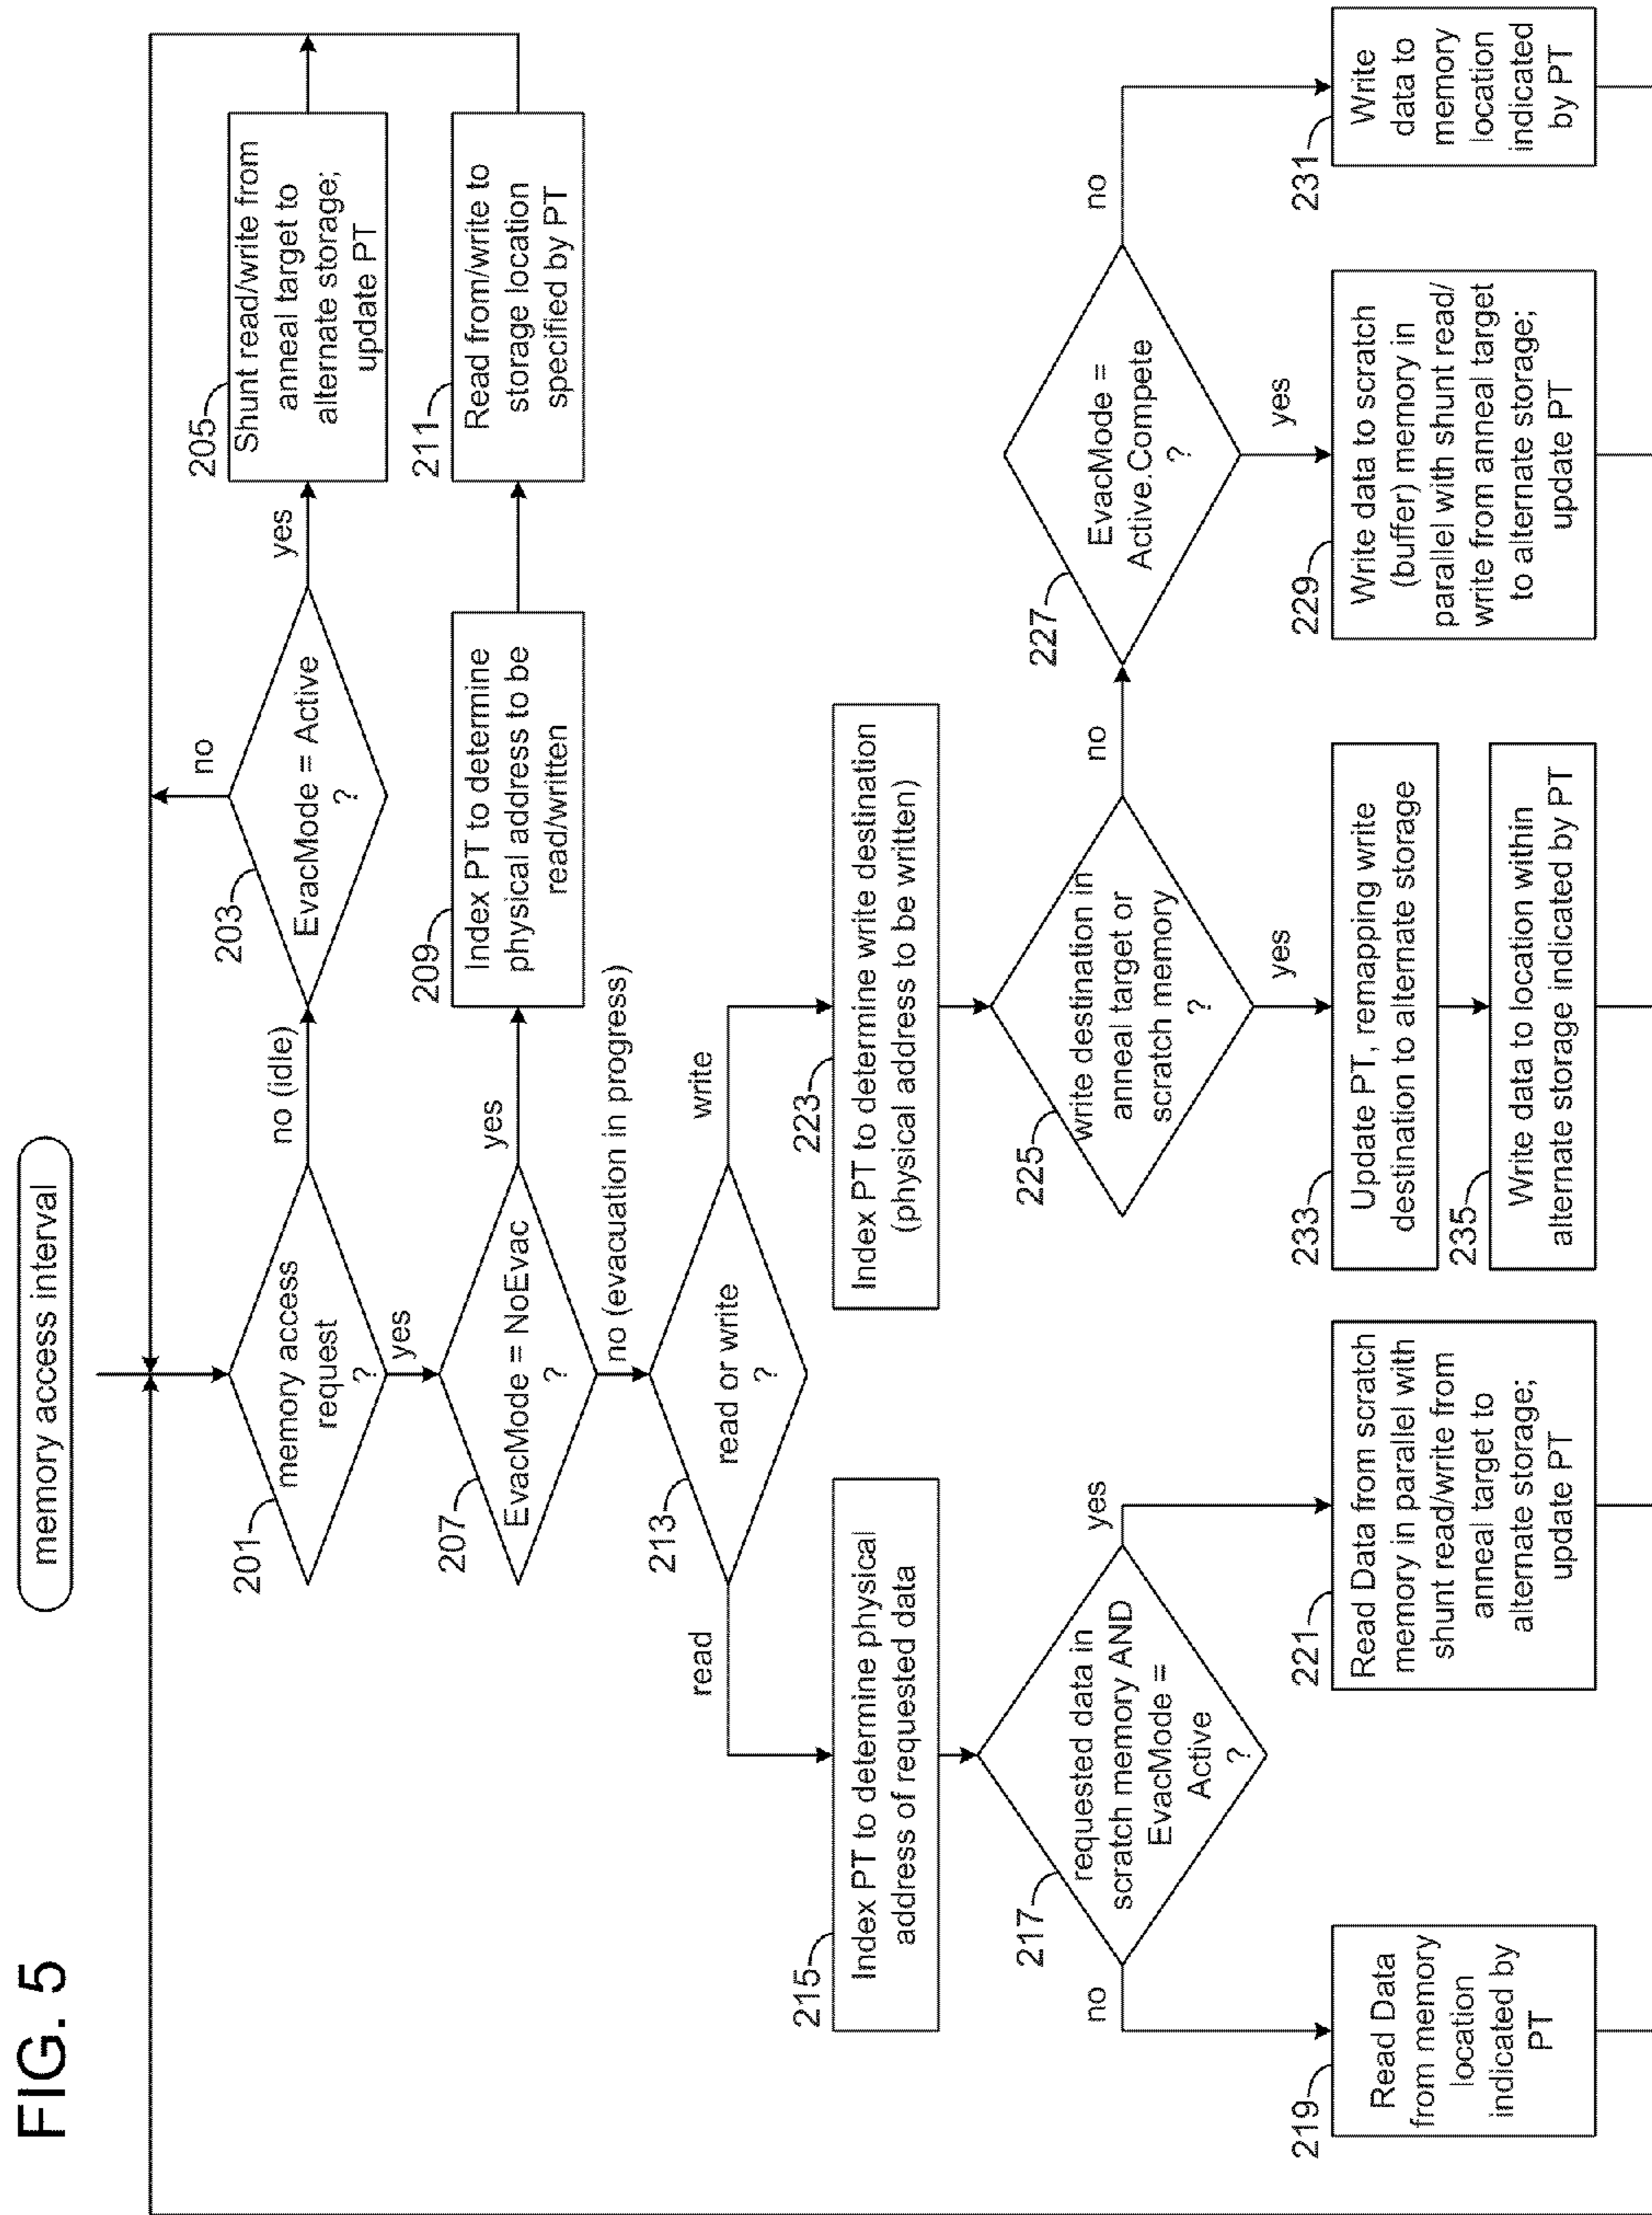 FIG. 5
memory access interval
201
memory access
request
?
no (idle)
yes
203
EvacMode = Active
?
no
yes
205
Shunt read/write from
anneal target to
alternate storage;
update PT
207
EvacMode = NoEvac
?
yes
no (evacuation in progress)
209
Index PT to determine
physical address to be
read/written
211
Read from/write to
storage location
specified by PT
213
read or write
?
read
write
215
Index PT to determine physical
address of requested data
217
requested data in
scratch memory AND
EvacMode =
Active
?
no
yes
219
Read Data
from memory
location
indicated by
PT
221
Read Data from scratch
memory in parallel with
shunt read/write from
anneal target to
alternate storage;
update PT
223
Index PT to determine write destination
(physical address to be written)
225
write destination in
anneal target or
scratch memory
?
no
yes
227
EvacMode =
Active.Compete
?
no
yes
229
Write data to scratch
(buffer) memory in
parallel with shunt read/
write from anneal target
to alternate storage;
update PT
231
Write
data to
memory
location
indicated
by PT
233
Update PT, remapping write
destination to alternate storage
235
Write data to location within
alternate storage indicated by PT